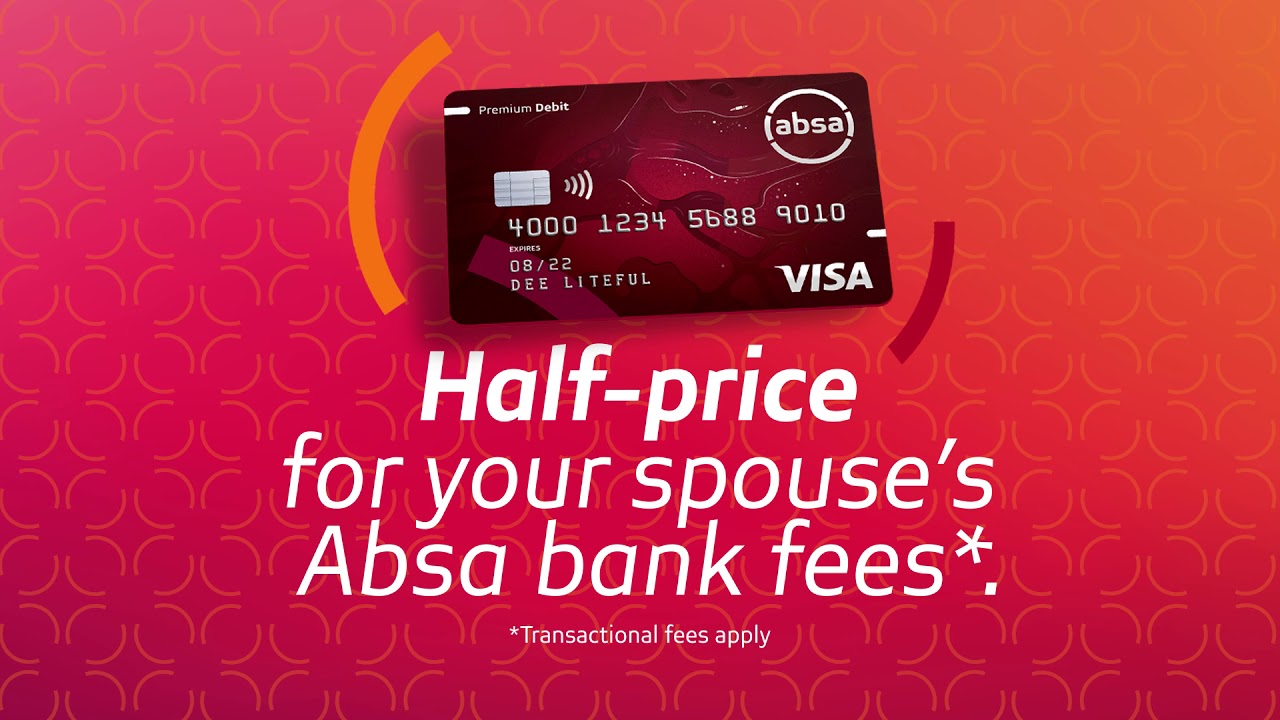 Premium Debit
absa
4000 1234 5688 9010
EXPIRES
08/22
DEE LITEFUL
VISA
Half-price
for your spouse’s
Absa bank fees*.
*Transactional fees apply